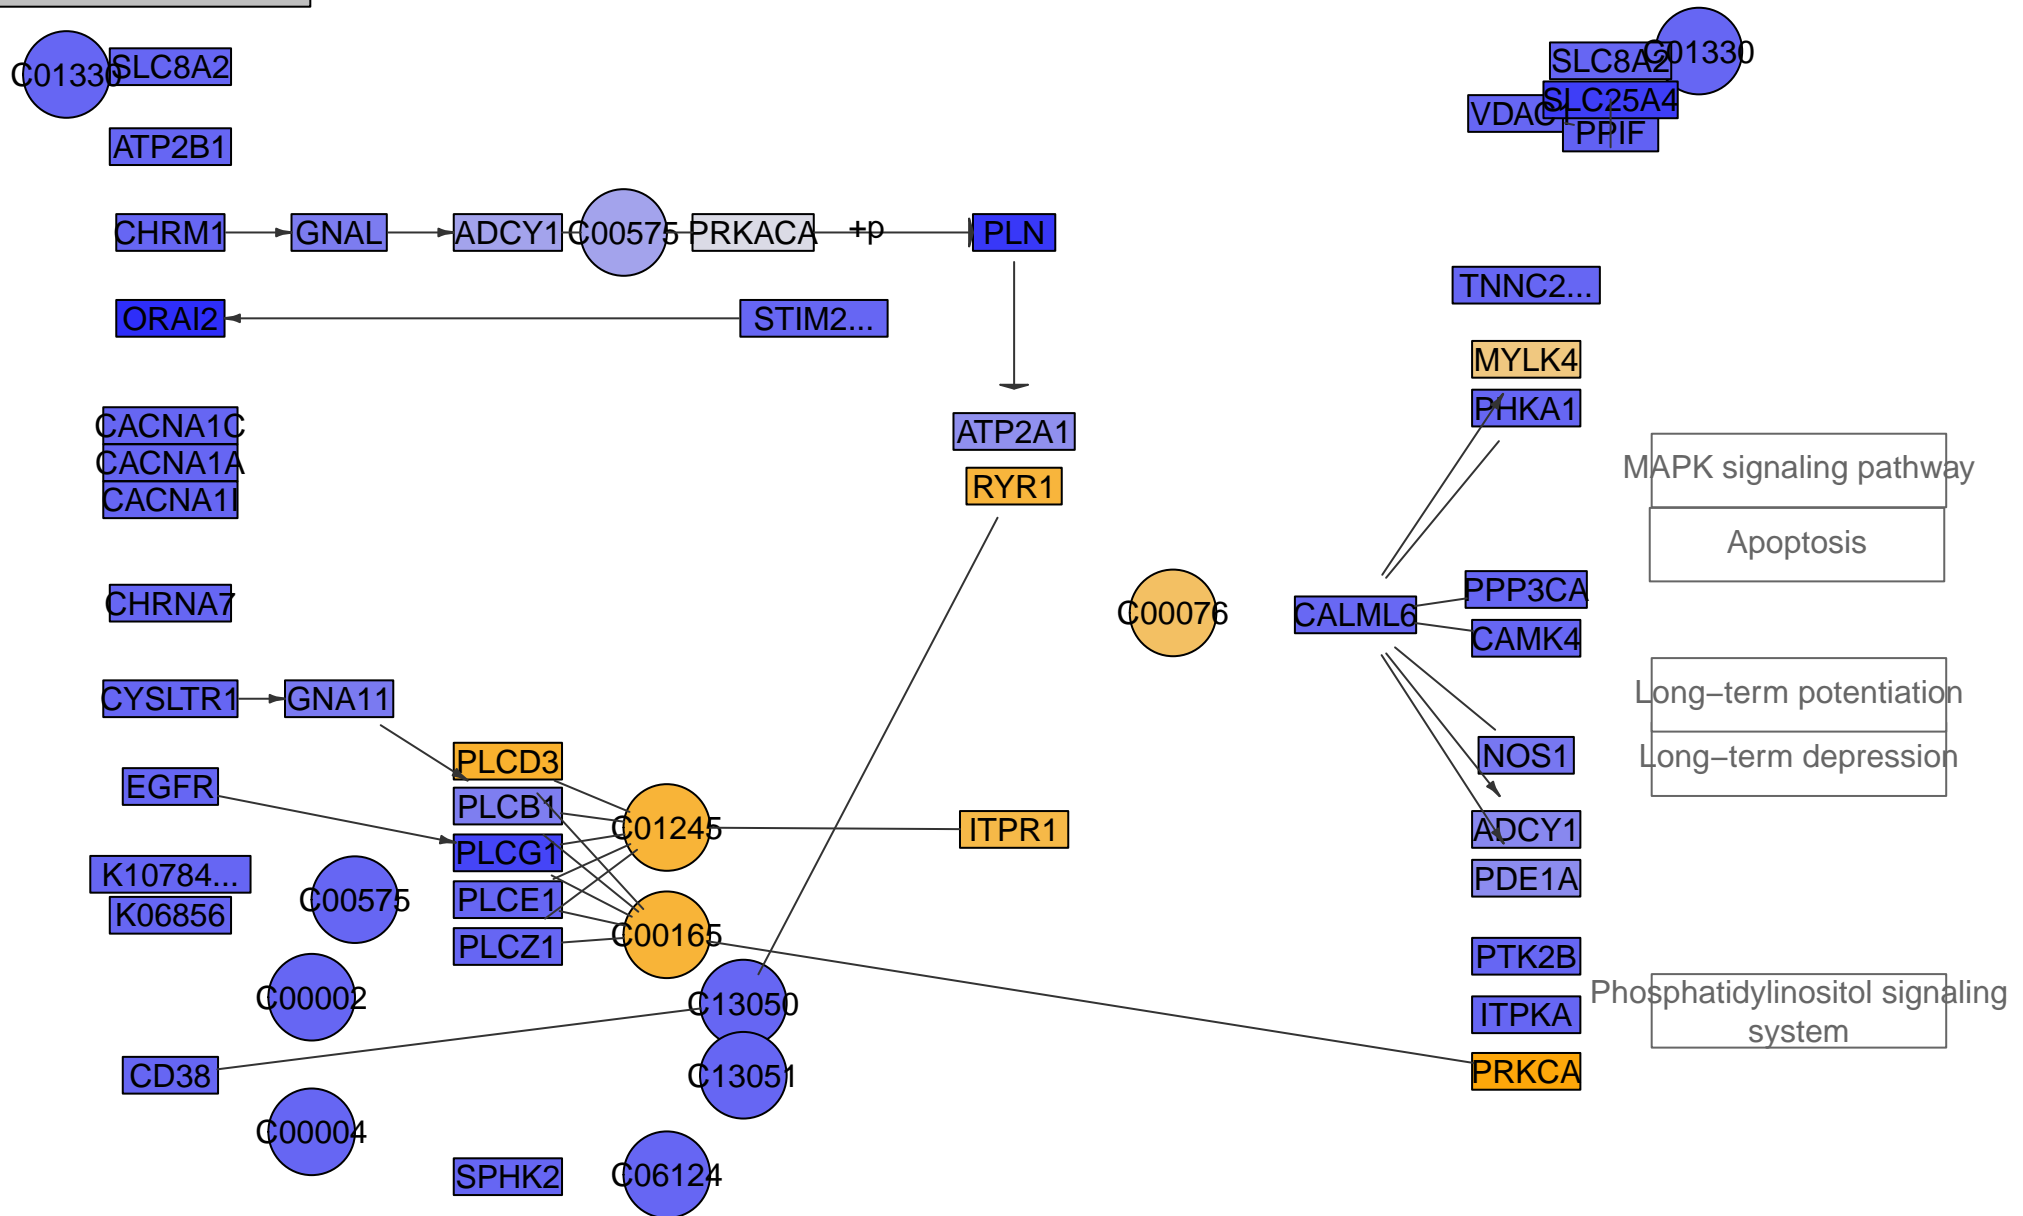 C01330
SLC8A2
SLC8A2
C01330
SLC25A4
VDAC1
PPIF
ATP2B1
CHRM1
GNAL
ADCY1
C00575
PRKACA
+p
PLN
TNNC2...
ORAI2
STIM2...
MYLK4
PHKA1
CACNA1C
CACNA1A
CACNA1I
ATP2A1
RYR1
MAPK signaling pathway
Apoptosis
CHRNA7
C00076
CALML6
PPP3CA
CAMK4
CYSLTR1
GNA11
Long−term potentiation
Long−term depression
NOS1
PLCD3
EGFR
PLCB1
C01245
ITPR1
ADCY1
PLCG1
K10784...
PDE1A
C00575
PLCE1
K06856
C00165
PLCZ1
PTK2B
C00002
C13050
Phosphatidylinositol signaling
system
ITPKA
CD38
C13051
PRKCA
C00004
SPHK2
C06124